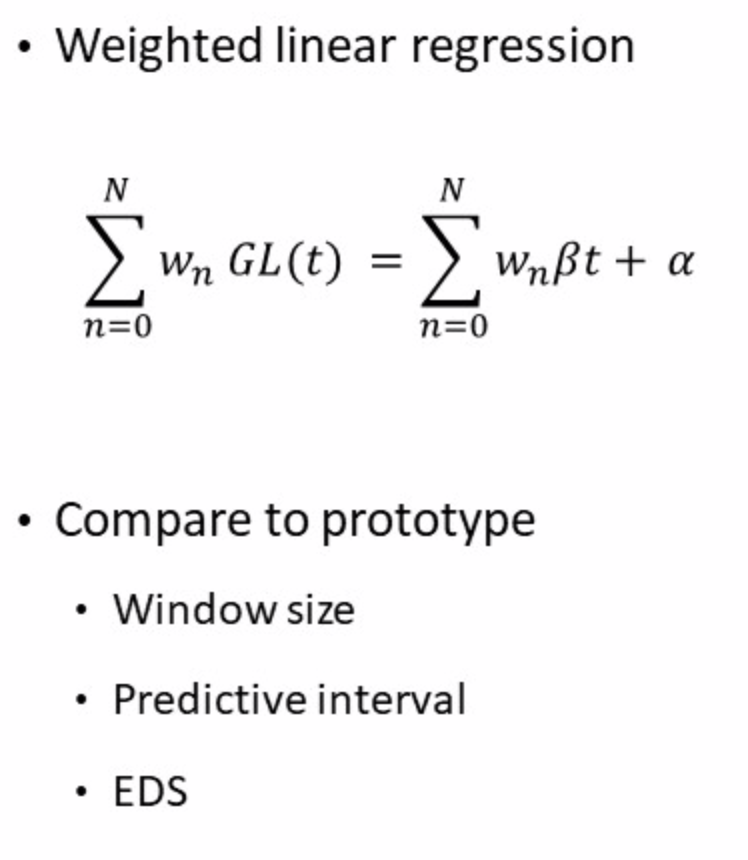 • Weighted linear regression
N N
∑ wₙ GL(t) = ∑ wₙβt + α
n=0 n=0
• Compare to prototype
• Window size
• Predictive interval
• EDS